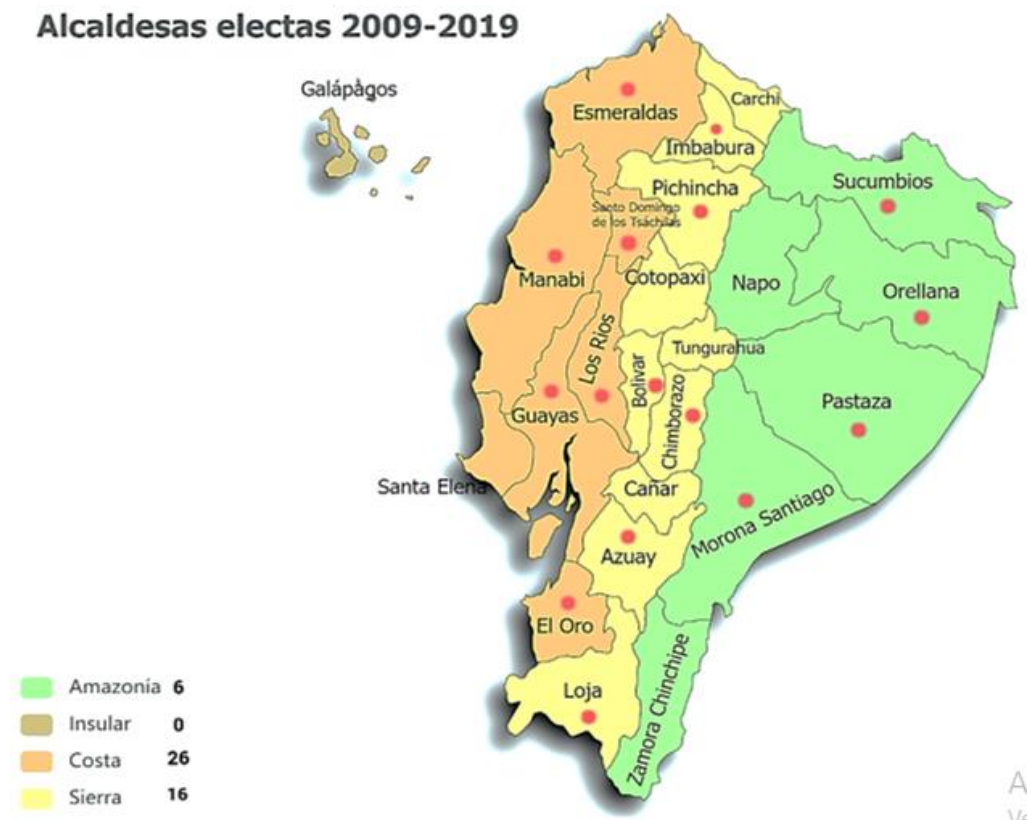 Alcaldesas electas 2009-2019
Galápågos
Carchi
Esmeraldas
Imbabura
Pichincha
Sucumbios
Santo Domingo
de los Tsáchilas
Manabi
Cotopaxi
Napo
Orellana
Los Rios
Tungurahua
Bolivar
Chimborazo
Pastaza
Guayas
Santa Elena
Cañar
Morona Santiago
Azuay
El Oro
Loja
Zamora Chinchipe
Amazonía 6
Insular 0
Costa 26
Sierra 16